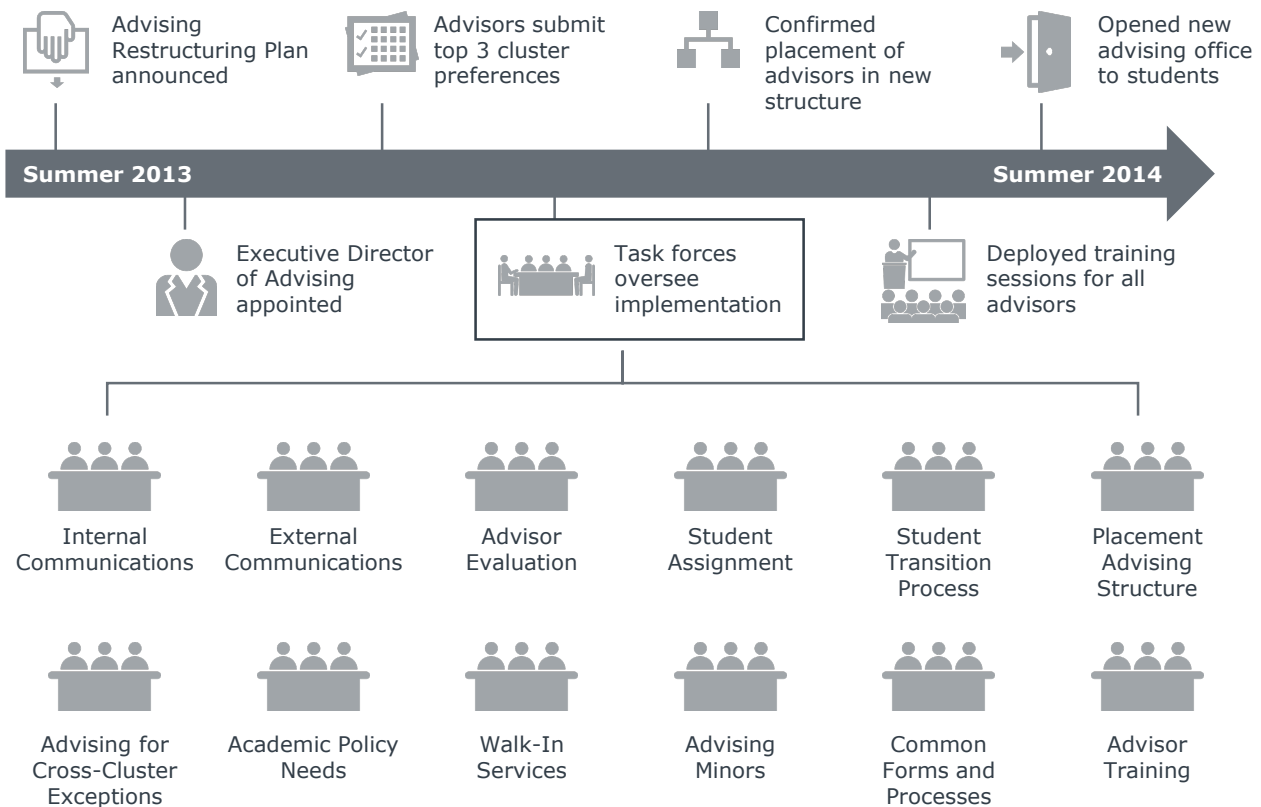 Advising
Restructuring Plan
announced
Advisors submit
top 3 cluster
preferences
Confirmed
placement of
advisors in new
structure
Opened new
advising office
to students
Summer 2013
Summer 2014
Executive Director
of Advising
appointed
Task forces
oversee
implementation
Deployed training
sessions for all
advisors
Internal
Communications
External
Communications
Advisor
Evaluation
Student
Assignment
Student
Transition
Process
Placement
Advising
Structure
Advising for
Cross-Cluster
Exceptions
Academic Policy
Needs
Walk-In
Services
Advising
Minors
Common
Forms and
Processes
Advisor
Training